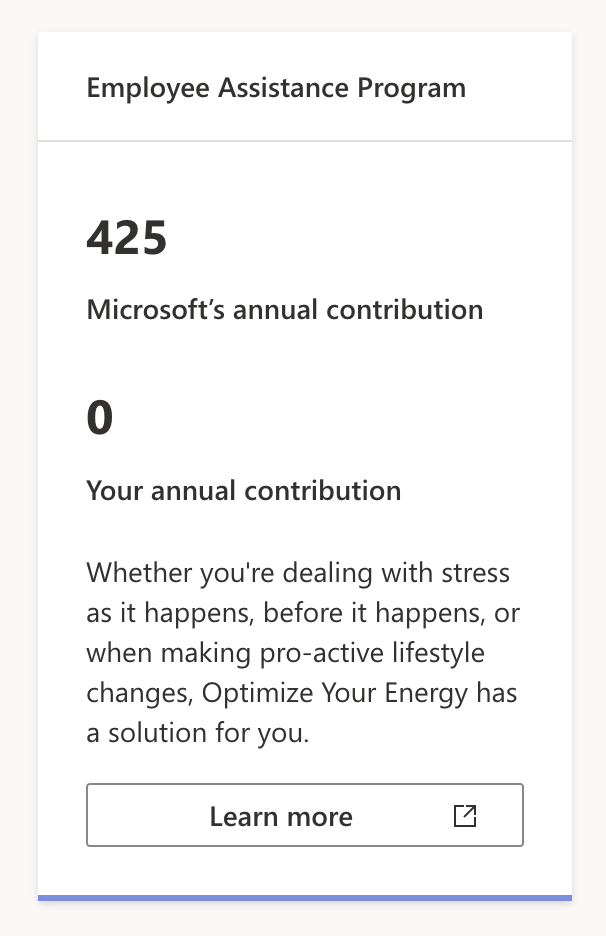 Employee Assistance Program
425
Microsoft’s annual contribution
0
Your annual contribution
Whether you're dealing with stress
as it happens, before it happens, or
when making pro-active lifestyle
changes, Optimize Your Energy has
a solution for you.
Learn more